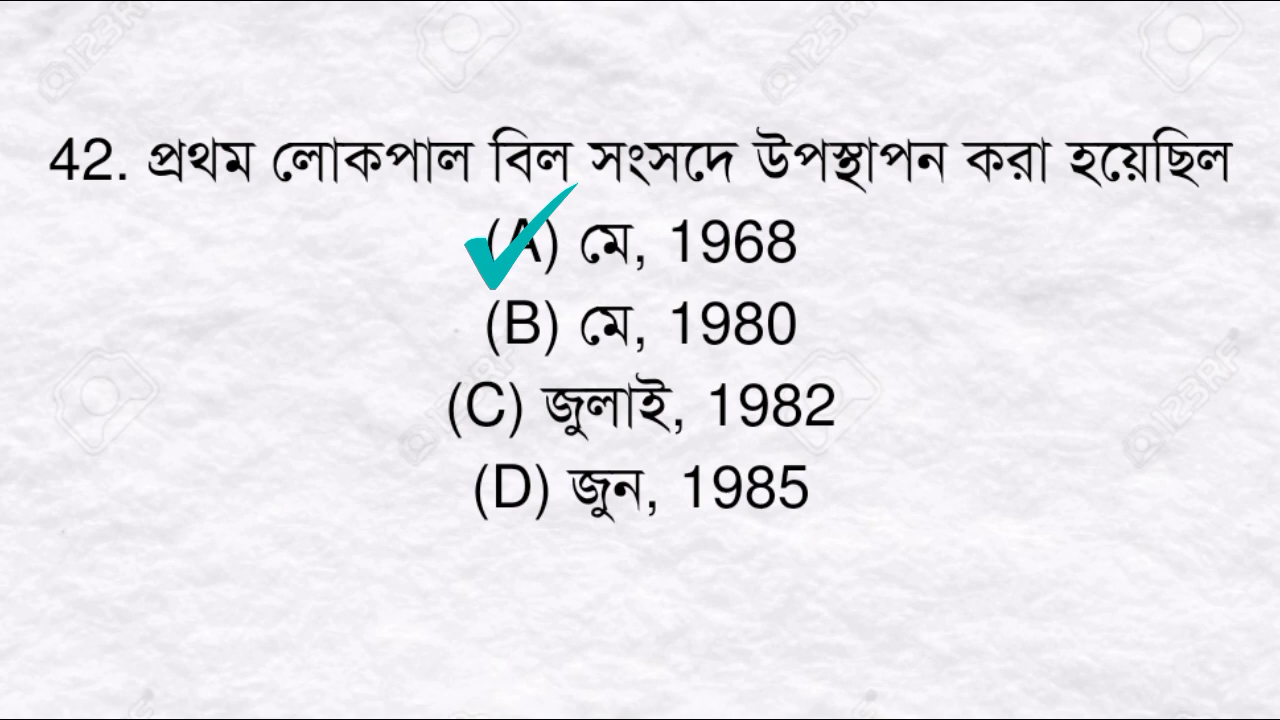 42. প্রথম লোকপাল বিল সংসদে উপস্থাপন করা হয়েছিল
(A) মে, 1968
(B) মে, 1980
(C) জুলাই, 1982
(D) জুন, 1985